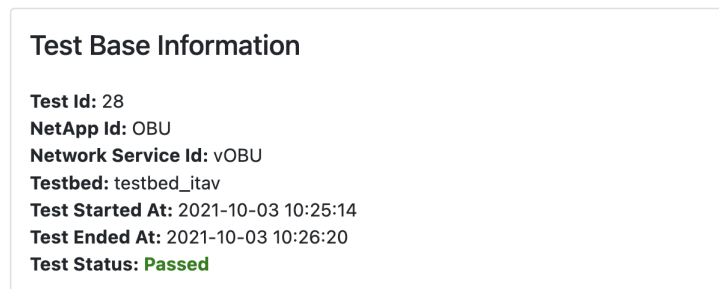 Test Base Information
Test Id: 28
NetApp Id: OBU
Network Service Id: vOBU
Testbed: testbed_itav
Test Started At: 2021-10-03 10:25:14
Test Ended At: 2021-10-03 10:26:20
Test Status: Passed